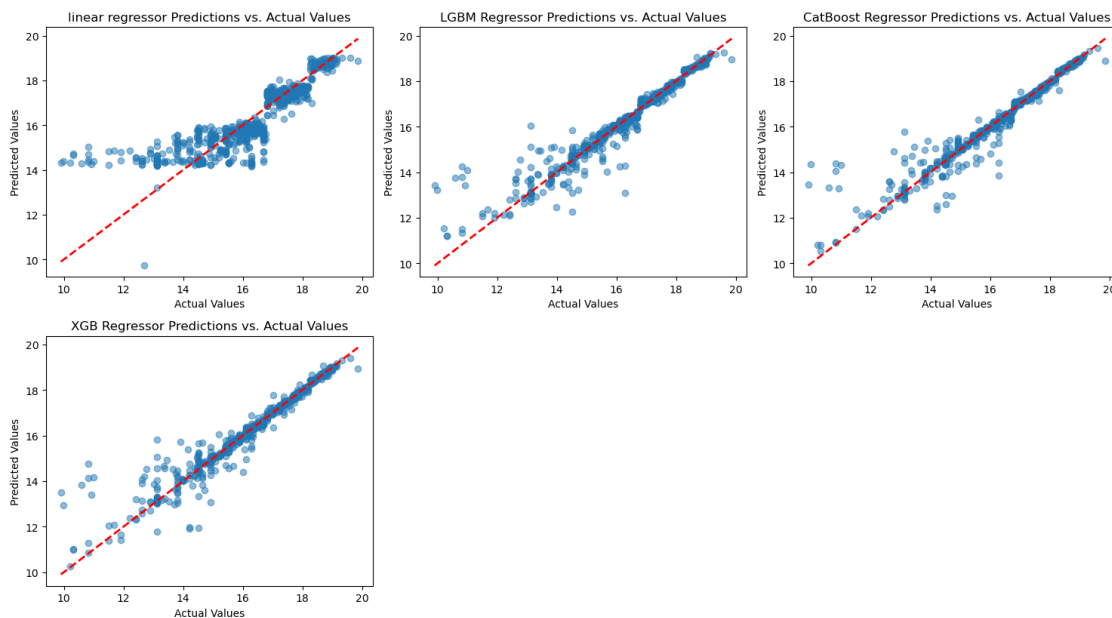 linear regressor Predictions vs. Actual Values
Predicted Values
20
18
16
14
12
10
10 12 14 16 18 20
Actual Values
LGBM Regressor Predictions vs. Actual Values
Predicted Values
20
18
16
14
12
10
10 12 14 16 18 20
Actual Values
CatBoost Regressor Predictions vs. Actual Values
Predicted Values
20
18
16
14
12
10
10 12 14 16 18 20
Actual Values
XGB Regressor Predictions vs. Actual Values
Predicted Values
20
18
16
14
12
10
10 12 14 16 18 20
Actual Values